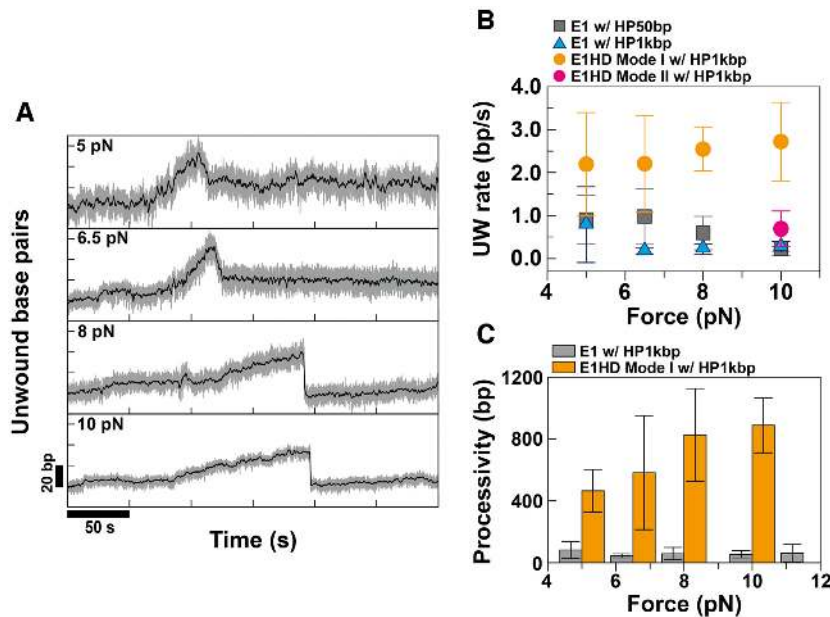 A
5 pN
6.5 pN
8 pN
10 pN
Unwound base pairs
20 bp
50 s
Time (s)
B
E1 w/ HP50bp
E1 w/ HP1kbp
E1HD Mode I w/ HP1kbp
E1HD Mode II w/ HP1kbp
UW rate (bp/s)
4.0
3.0
2.0
1.0
0.0
4 6 8 10
Force (pN)
C
E1 w/ HP1kbp
E1HD Mode I w/ HP1kbp
Processivity (bp)
1200
800
400
0
4 6 8 10 12
Force (pN)